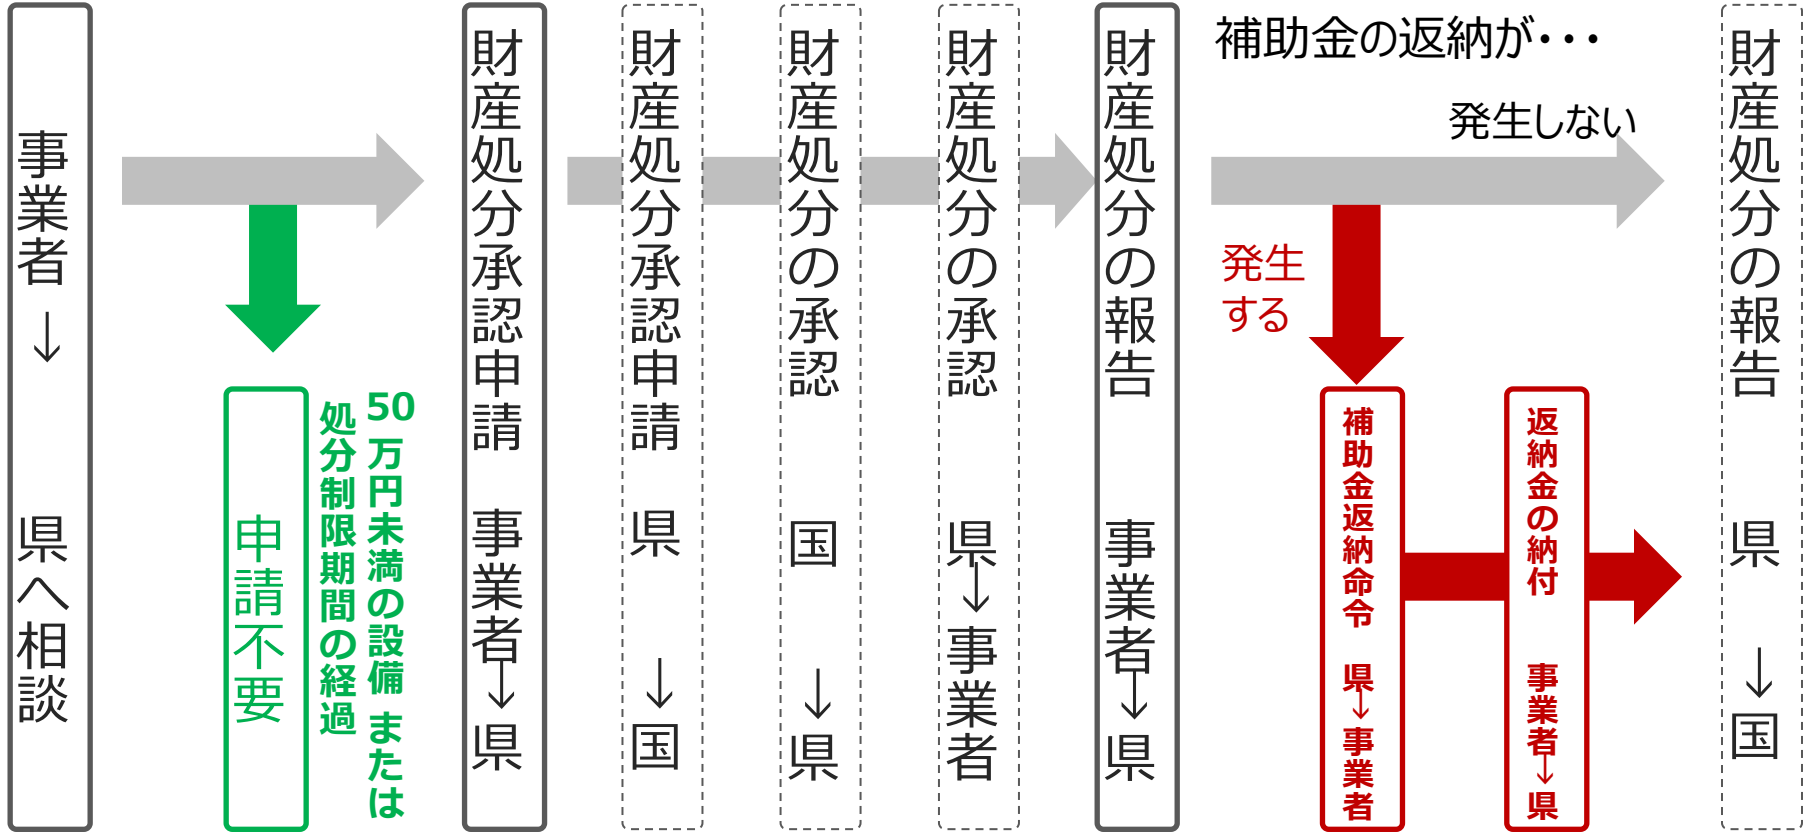 事業者 → 県へ相談
申請不要
50万円未満の設備 または
処分制限期間の経過
財産処分承認申請 事業者→県
財産処分承認申請 県 → 国
財産処分の承認 国 → 県
財産処分の承認 県→事業者
財産処分の報告 事業者→県
補助金の返納が・・・
発生しない
発生
する
補助金返納命令 県→事業者
返納金の納付 事業者→県
財産処分の報告 県 → 国